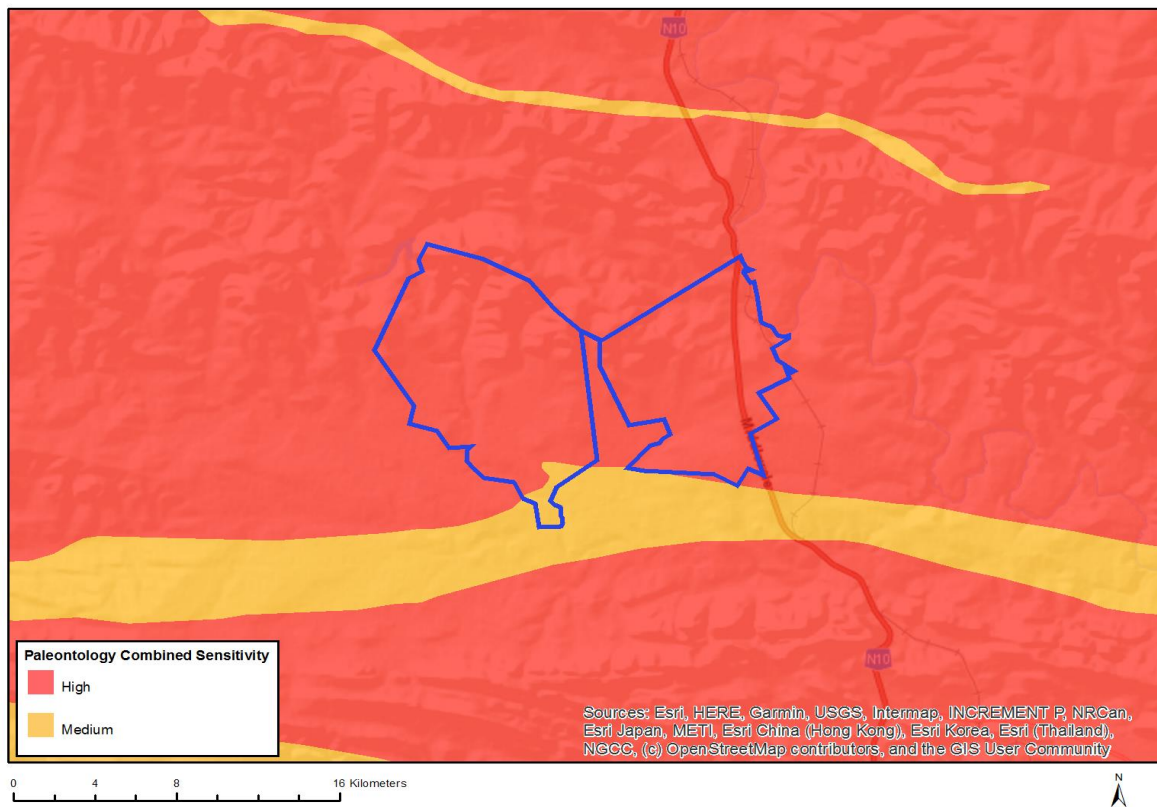 N10
N10
Paleontology Combined Sensitivity
High
Medium
Sources: Esri, HERE, Garmin, USGS, Intermap, INCREMENT P, NRCan,
Esri Japan, METI, Esri China (Hong Kong), Esri Korea, Esri (Thailand),
NGCC, (c) OpenStreetMap contributors, and the GIS User Community
0 4 8 16 Kilometers
N